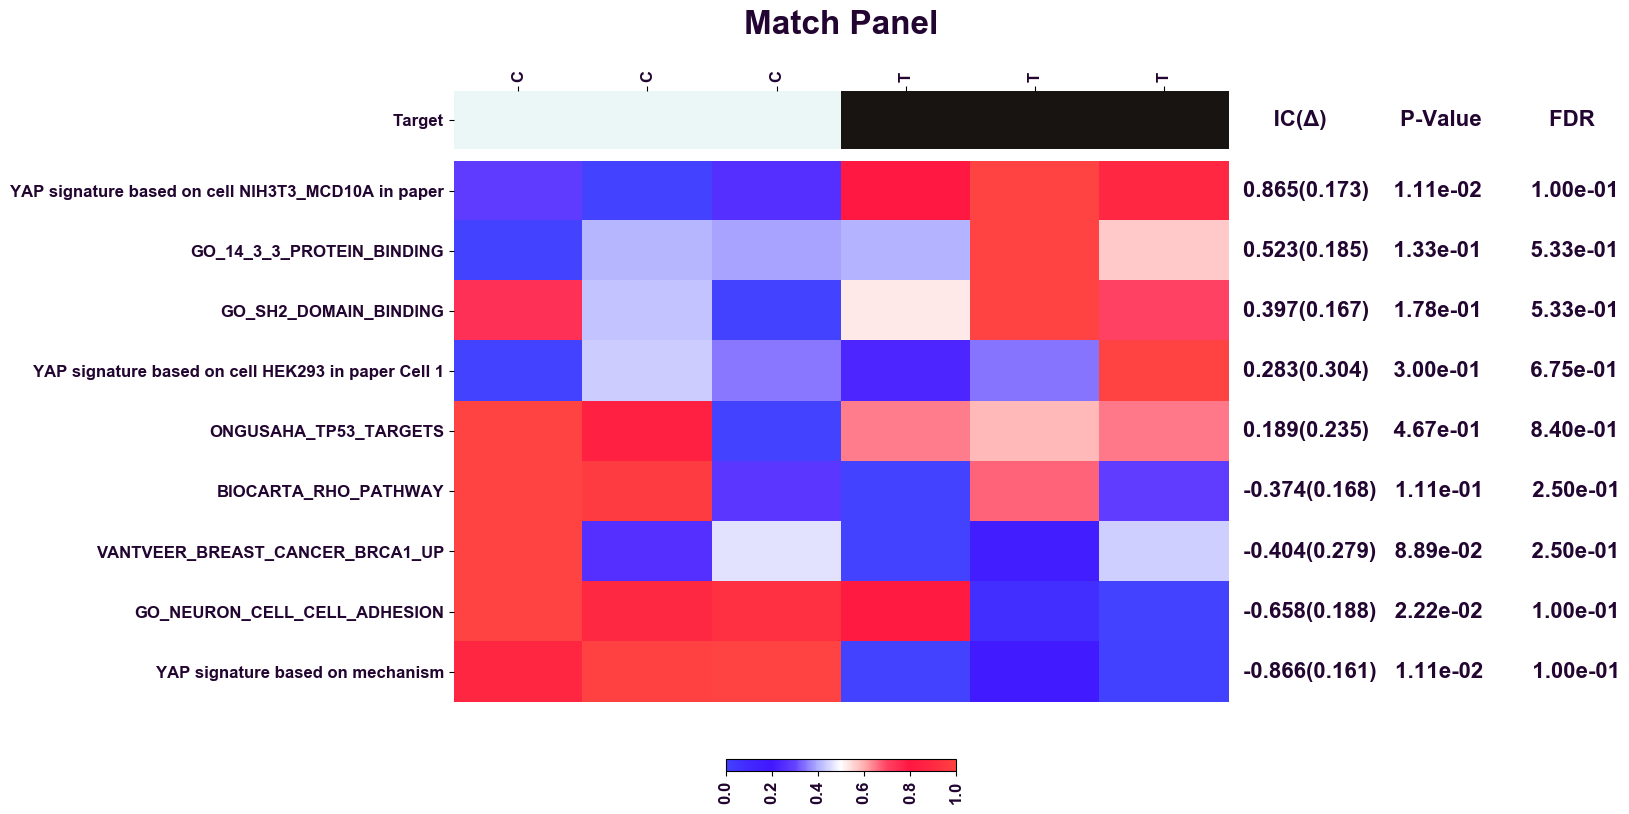 Match Panel
C C C T T T
Target IC(Δ) P-Value FDR
YAP signature based on cell NIH3T3_MCD10A in paper 0.865(0.173) 1.11e-02 1.00e-01
GO_14_3_3_PROTEIN_BINDING 0.523(0.185) 1.33e-01 5.33e-01
GO_SH2_DOMAIN_BINDING 0.397(0.167) 1.78e-01 5.33e-01
YAP signature based on cell HEK293 in paper Cell 1 0.283(0.304) 3.00e-01 6.75e-01
ONGUSAHA_TP53_TARGETS 0.189(0.235) 4.67e-01 8.40e-01
BIOCARTA_RHO_PATHWAY -0.374(0.168) 1.11e-01 2.50e-01
VANTVEER_BREAST_CANCER_BRCA1_UP -0.404(0.279) 8.89e-02 2.50e-01
GO_NEURON_CELL_CELL_ADHESION -0.658(0.188) 2.22e-02 1.00e-01
YAP signature based on mechanism -0.866(0.161) 1.11e-02 1.00e-01
0.0 0.2 0.4 0.6 0.8 1.0